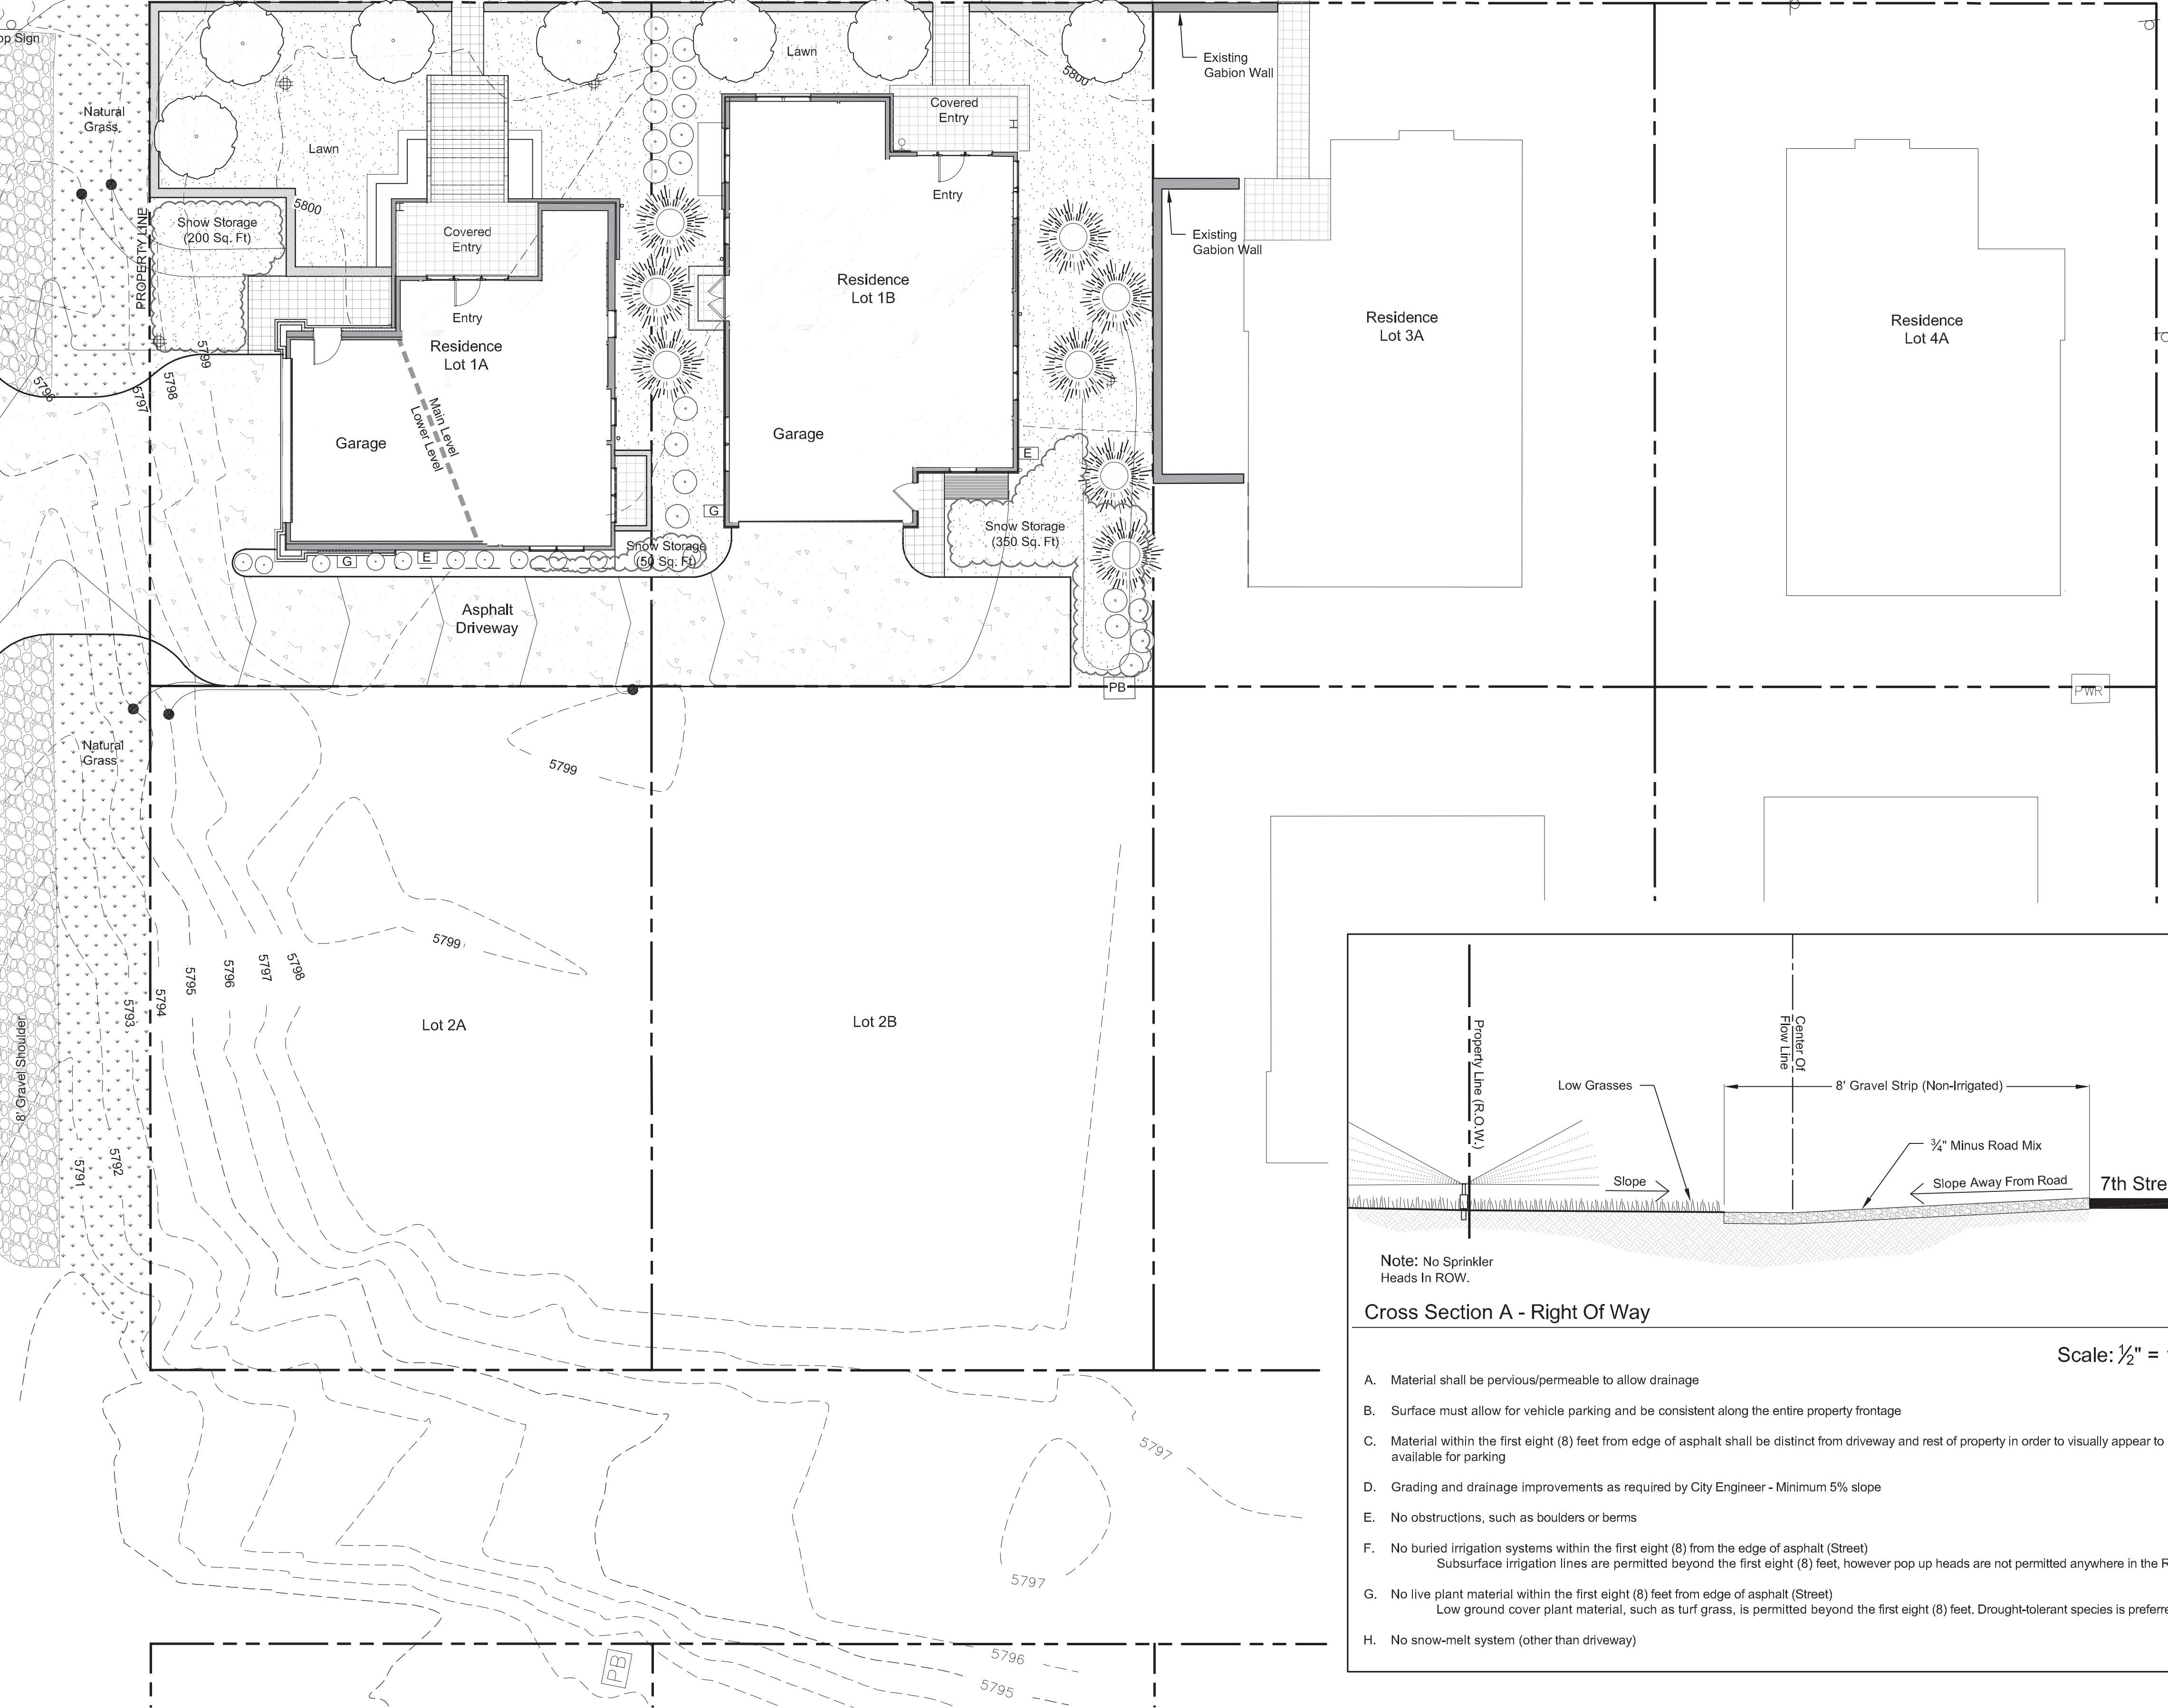 op Sign
Natural
Grass
Lawn
Lawn
5800
5800
Existing
Gabion Wall
Covered
Entry
Entry
Snow Storage
(200 Sq. Ft)
PROPERTY LINE
Covered
Entry
Entry
Residence
Lot 1A
Residence
Lot 1B
Existing
Gabion Wall
Residence
Lot 3A
Residence
Lot 4A
5796
5797
5798
5799
Main Level
Lower Level
Garage
Garage
E
G
Snow Storage
(350 Sq. Ft)
Snow Storage
(50 Sq. Ft)
G
E
Asphalt
Driveway
PB
PWR
Natural
Grass
5799
5799
5798
5797
5796
5795
5794
5793
5792
5791
8' Gravel Shoulder
Lot 2A
Lot 2B
Property Line (R.O.W.)
Center Of
Flow Line
Low Grasses
8' Gravel Strip (Non-Irrigated)
¾" Minus Road Mix
Slope
Slope Away From Road
7th Stre
Note: No Sprinkler
Heads In ROW.
Cross Section A - Right Of Way
Scale: ½" =
A. Material shall be pervious/permeable to allow drainage
B. Surface must allow for vehicle parking and be consistent along the entire property frontage
C. Material within the first eight (8) feet from edge of asphalt shall be distinct from driveway and rest of property in order to visually appear to
available for parking
D. Grading and drainage improvements as required by City Engineer - Minimum 5% slope
E. No obstructions, such as boulders or berms
F. No buried irrigation systems within the first eight (8) from the edge of asphalt (Street)
Subsurface irrigation lines are permitted beyond the first eight (8) feet, however pop up heads are not permitted anywhere in the R
G. No live plant material within the first eight (8) feet from edge of asphalt (Street)
Low ground cover plant material, such as turf grass, is permitted beyond the first eight (8) feet. Drought-tolerant species is preferre
H. No snow-melt system (other than driveway)
5797
5797
5796
5795
PB